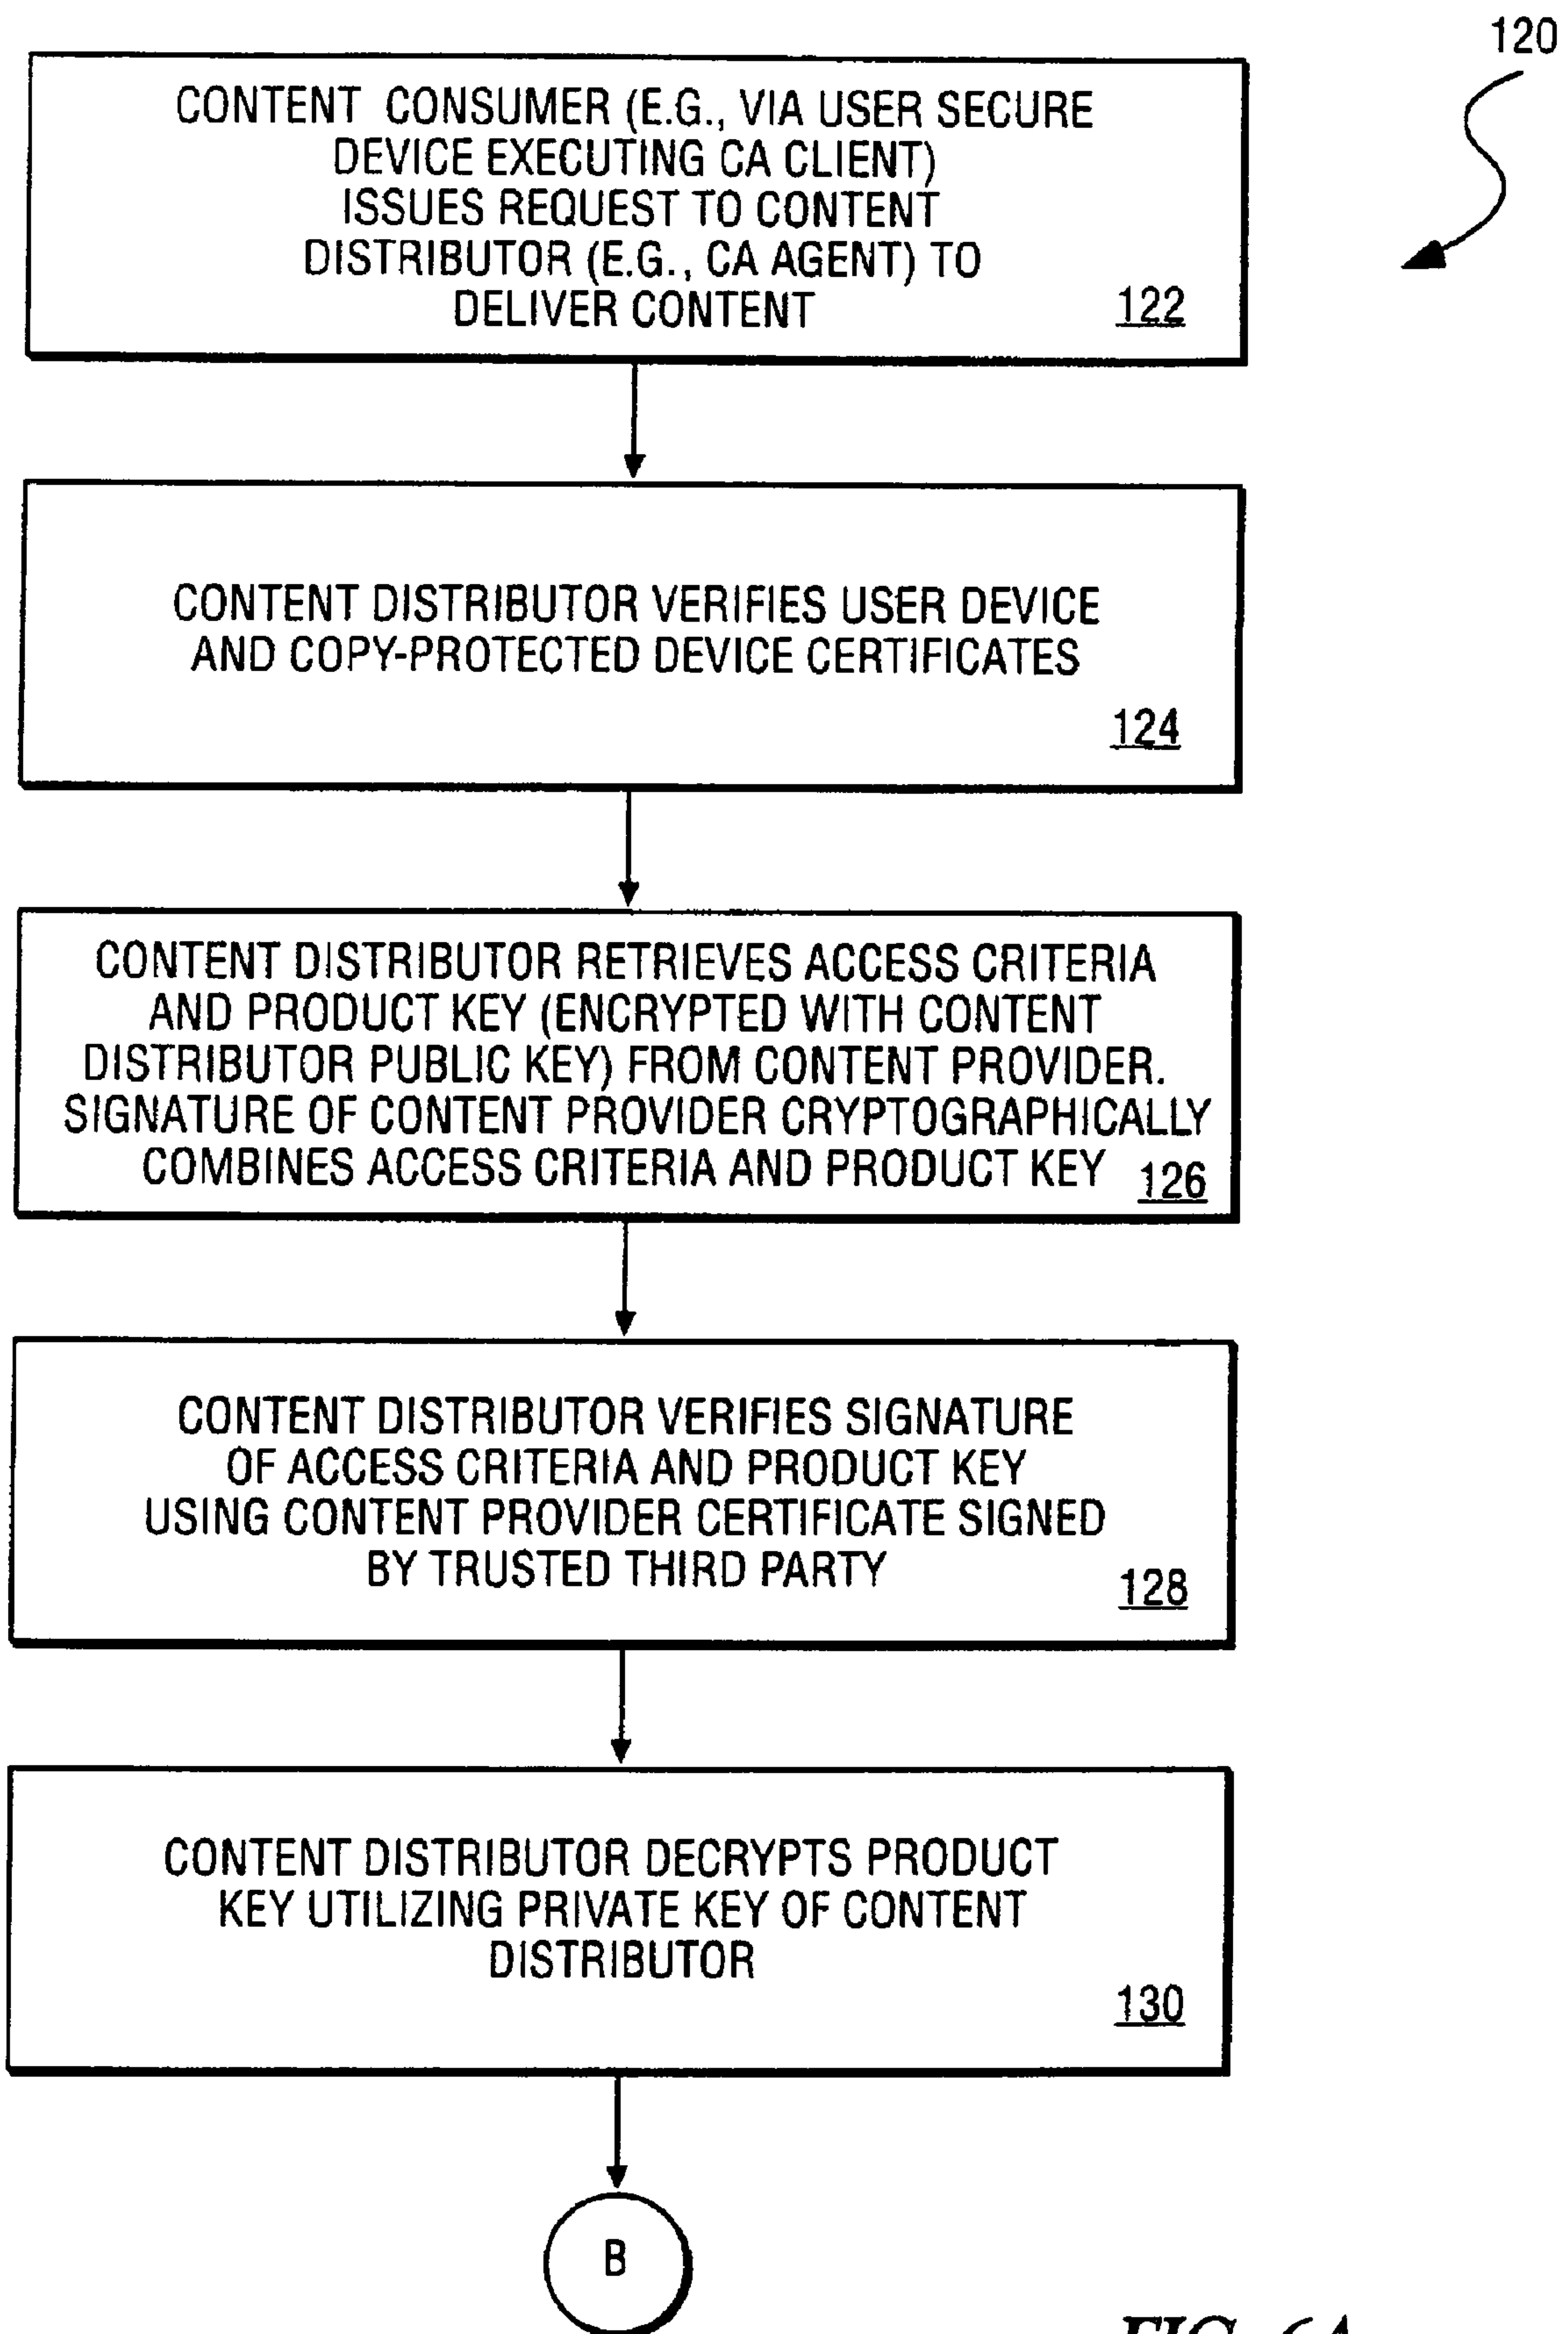 120
CONTENT CONSUMER (E.G., VIA USER SECURE
DEVICE EXECUTING CA CLIENT)
ISSUES REQUEST TO CONTENT
DISTRIBUTOR (E.G., CA AGENT) TO
DELIVER CONTENT
122
CONTENT DISTRIBUTOR VERIFIES USER DEVICE
AND COPY-PROTECTED DEVICE CERTIFICATES
124
CONTENT DISTRIBUTOR RETRIEVES ACCESS CRITERIA
AND PRODUCT KEY (ENCRYPTED WITH CONTENT
DISTRIBUTOR PUBLIC KEY) FROM CONTENT PROVIDER.
SIGNATURE OF CONTENT PROVIDER CRYPTOGRAPHICALLY
COMBINES ACCESS CRITERIA AND PRODUCT KEY 126
CONTENT DISTRIBUTOR VERIFIES SIGNATURE
OF ACCESS CRITERIA AND PRODUCT KEY
USING CONTENT PROVIDER CERTIFICATE SIGNED
BY TRUSTED THIRD PARTY
128
CONTENT DISTRIBUTOR DECRYPTS PRODUCT
KEY UTILIZING PRIVATE KEY OF CONTENT
DISTRIBUTOR
130
B
FIG. 6A